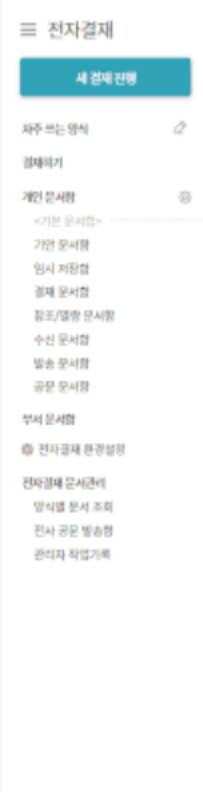 전자결재
새 결재 진행
자주 쓰는 양식
결재하기
개인 문서함
<기본 문서함>
기안 문서함
임시 저장함
결재 문서함
참조/열람 문서함
수신 문서함
발송 문서함
공문 문서함
부서 문서함
전자결재 환경설정
전자결재 문서관리
양식별 문서 조회
전사 공문 발송함
관리자 작업기록